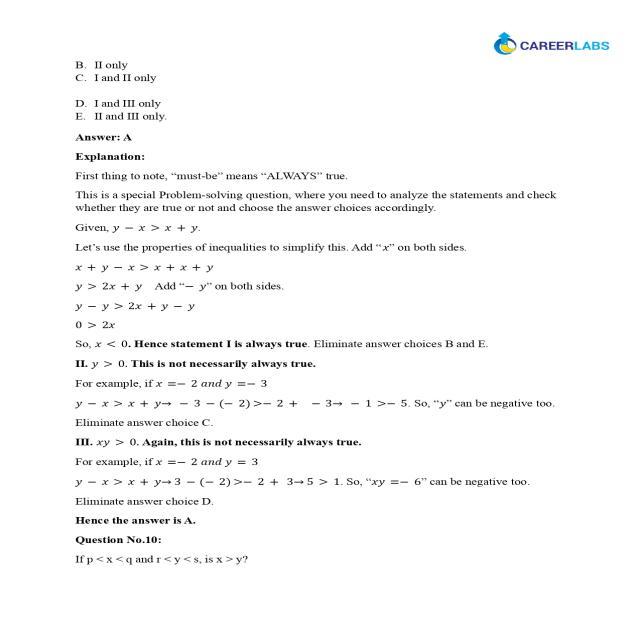 CAREERLABS
B. II only
C. I and II only
D. I and III only
E. II and III only.
Answer: A
Explanation:
First thing to note, “must-be” means “ALWAYS” true.
This is a special Problem-solving question, where you need to analyze the statements and check
whether they are true or not and choose the answer choices accordingly.
Given, y − x > x + y.
Let’s use the properties of inequalities to simplify this. Add “x” on both sides.
x + y − x > x + x + y
y > 2x + y Add “− y” on both sides.
y − y > 2x + y − y
0 > 2x
So, x < 0. Hence statement I is always true. Eliminate answer choices B and E.
II. y > 0. This is not necessarily always true.
For example, if x =− 2 and y =− 3
y − x > x + y→ − 3 − (− 2) >− 2 + − 3→ − 1 >− 5. So, “y” can be negative too.
Eliminate answer choice C.
III. xy > 0. Again, this is not necessarily always true.
For example, if x =− 2 and y = 3
y − x > x + y→ 3 − (− 2) >− 2 + 3→ 5 > 1. So, “xy =− 6” can be negative too.
Eliminate answer choice D.
Hence the answer is A.
Question No.10:
If p < x < q and r < y < s, is x > y?